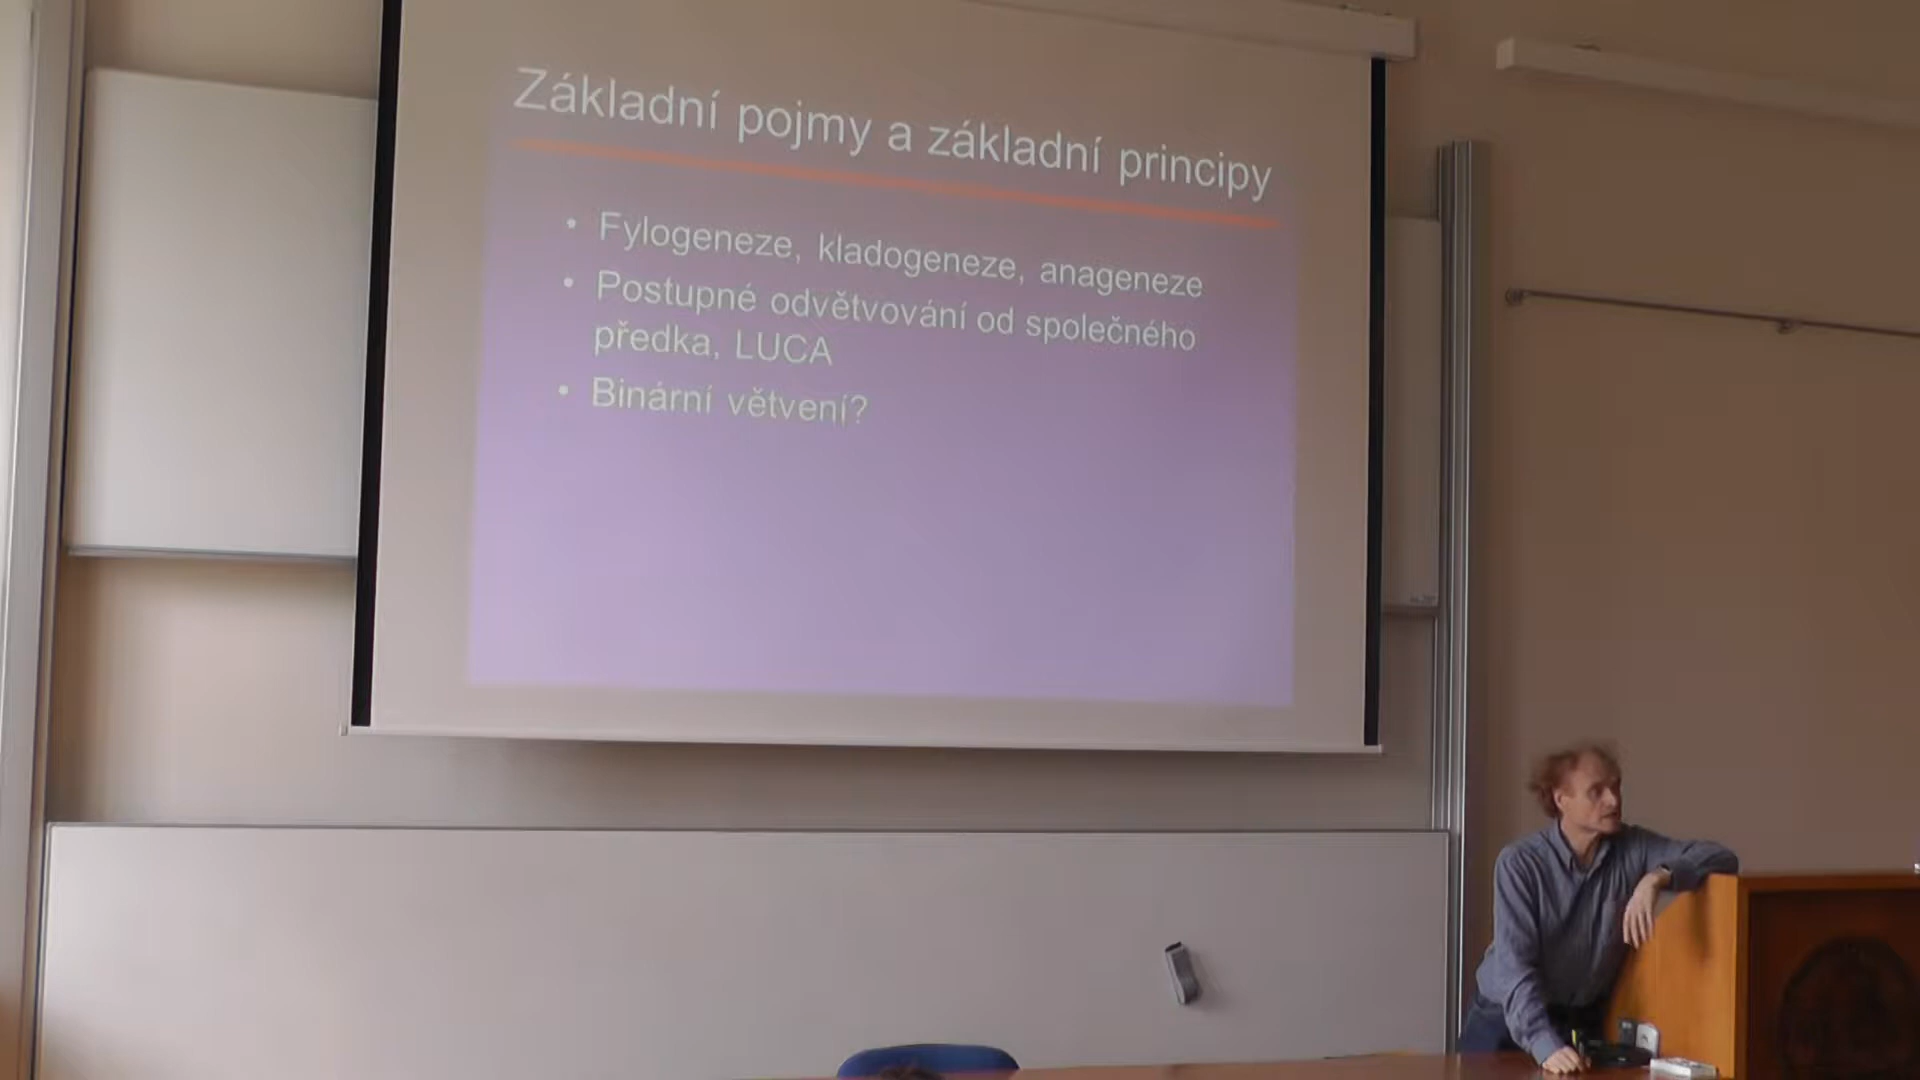 Základní pojmy a základní principy
• Fylogeneze, kladogeneze, anageneze
• Postupné odvětvování od společného
předka, LUCA
• Binární větvení?